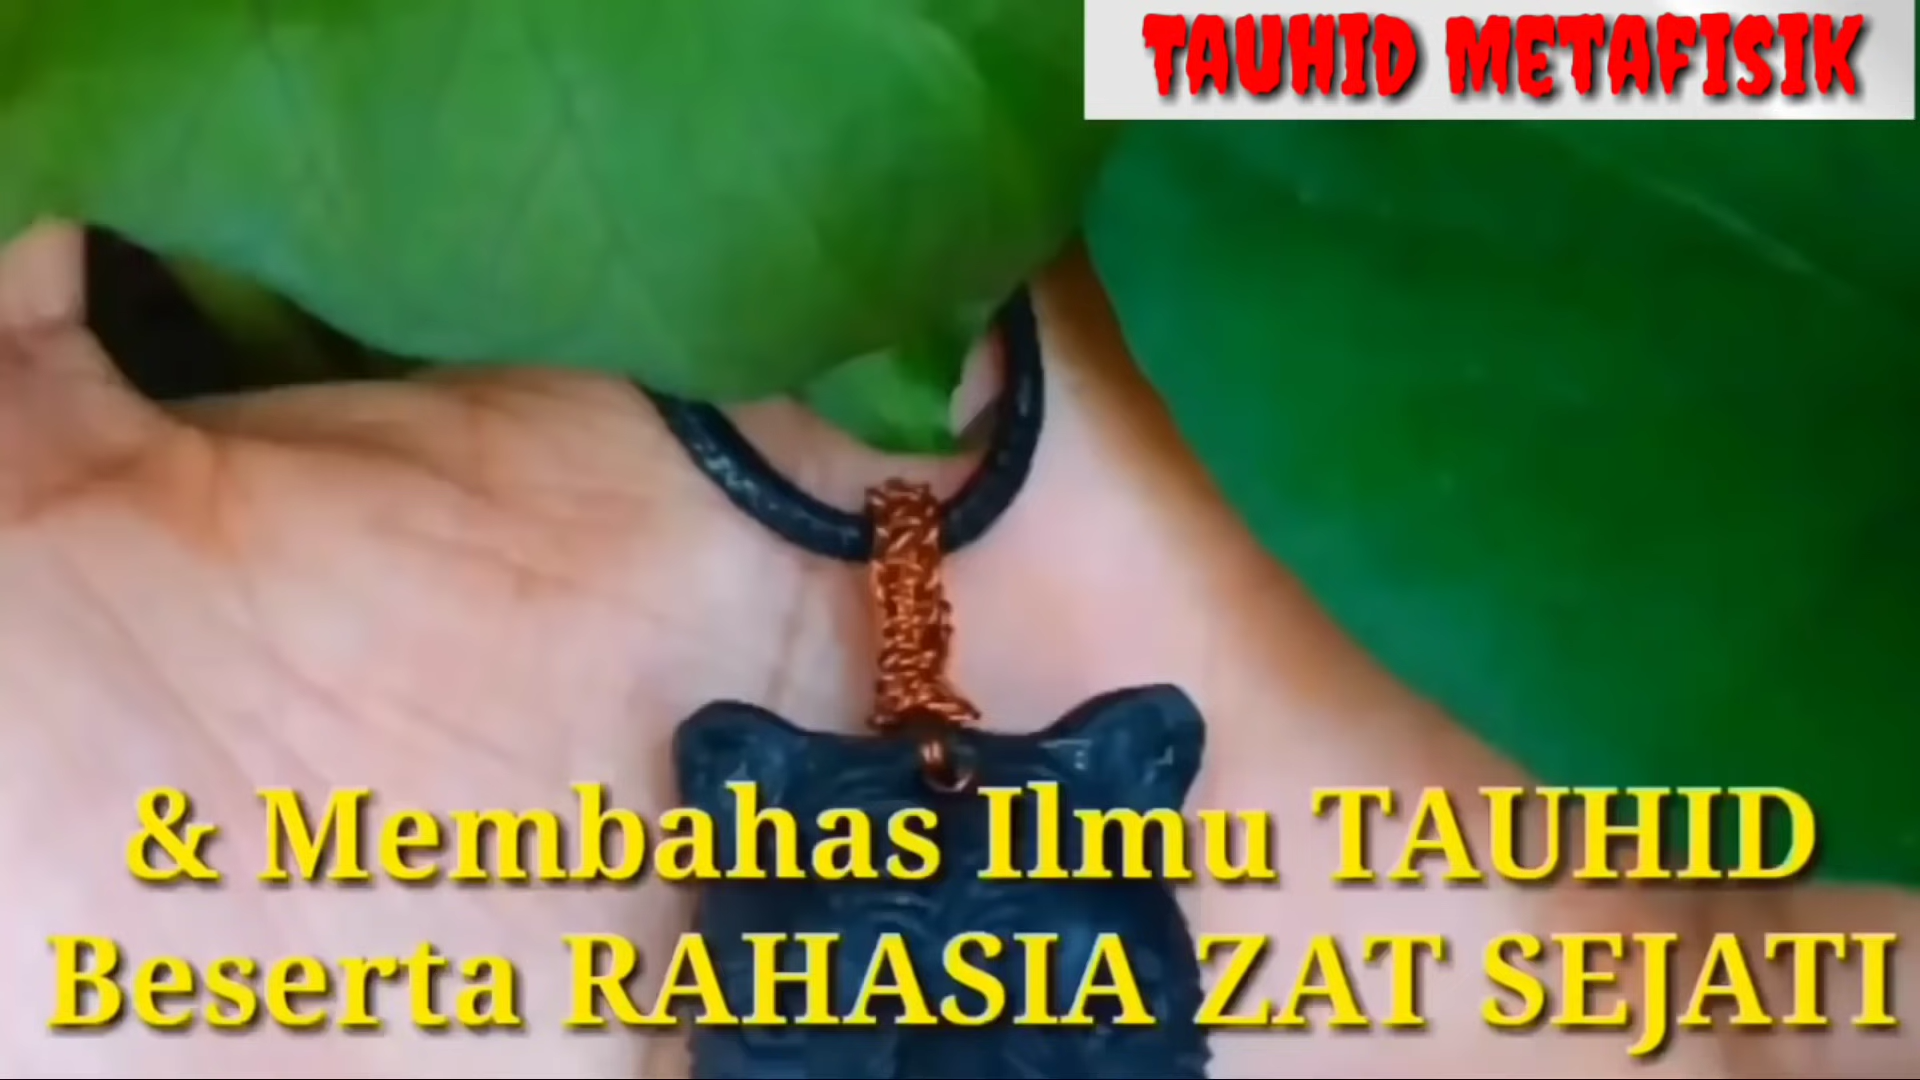 TAUHID METAFISIK
& Membahas Ilmu TAUHID
Beserta RAHASIA ZAT SEJATI